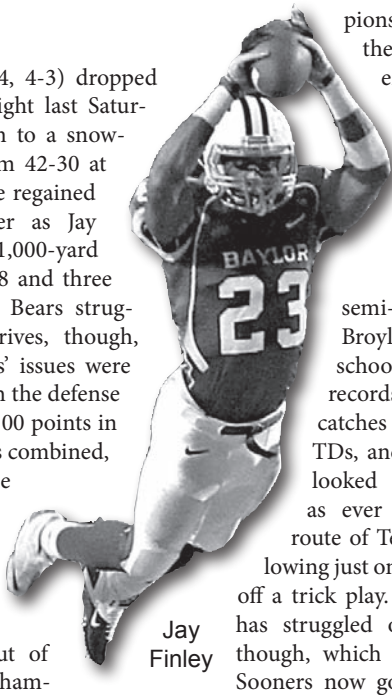 4, 4-3) dropped
ight last Satur-
n to a snow-
m 42-30 at
e regained
er as Jay
1,000-yard
8 and three
Bears strug-
rives, though,
s’ issues were
n the defense
00 points in
s combined,
e
ut of
ham-
BAYLOR
23
Jay
Finley
pions
the
e
semi-
Broyl
school
records
catches
TDs, and
looked
as ever
route of Te
lowing just on
off a trick play.
has struggled o
though, which
Sooners now go